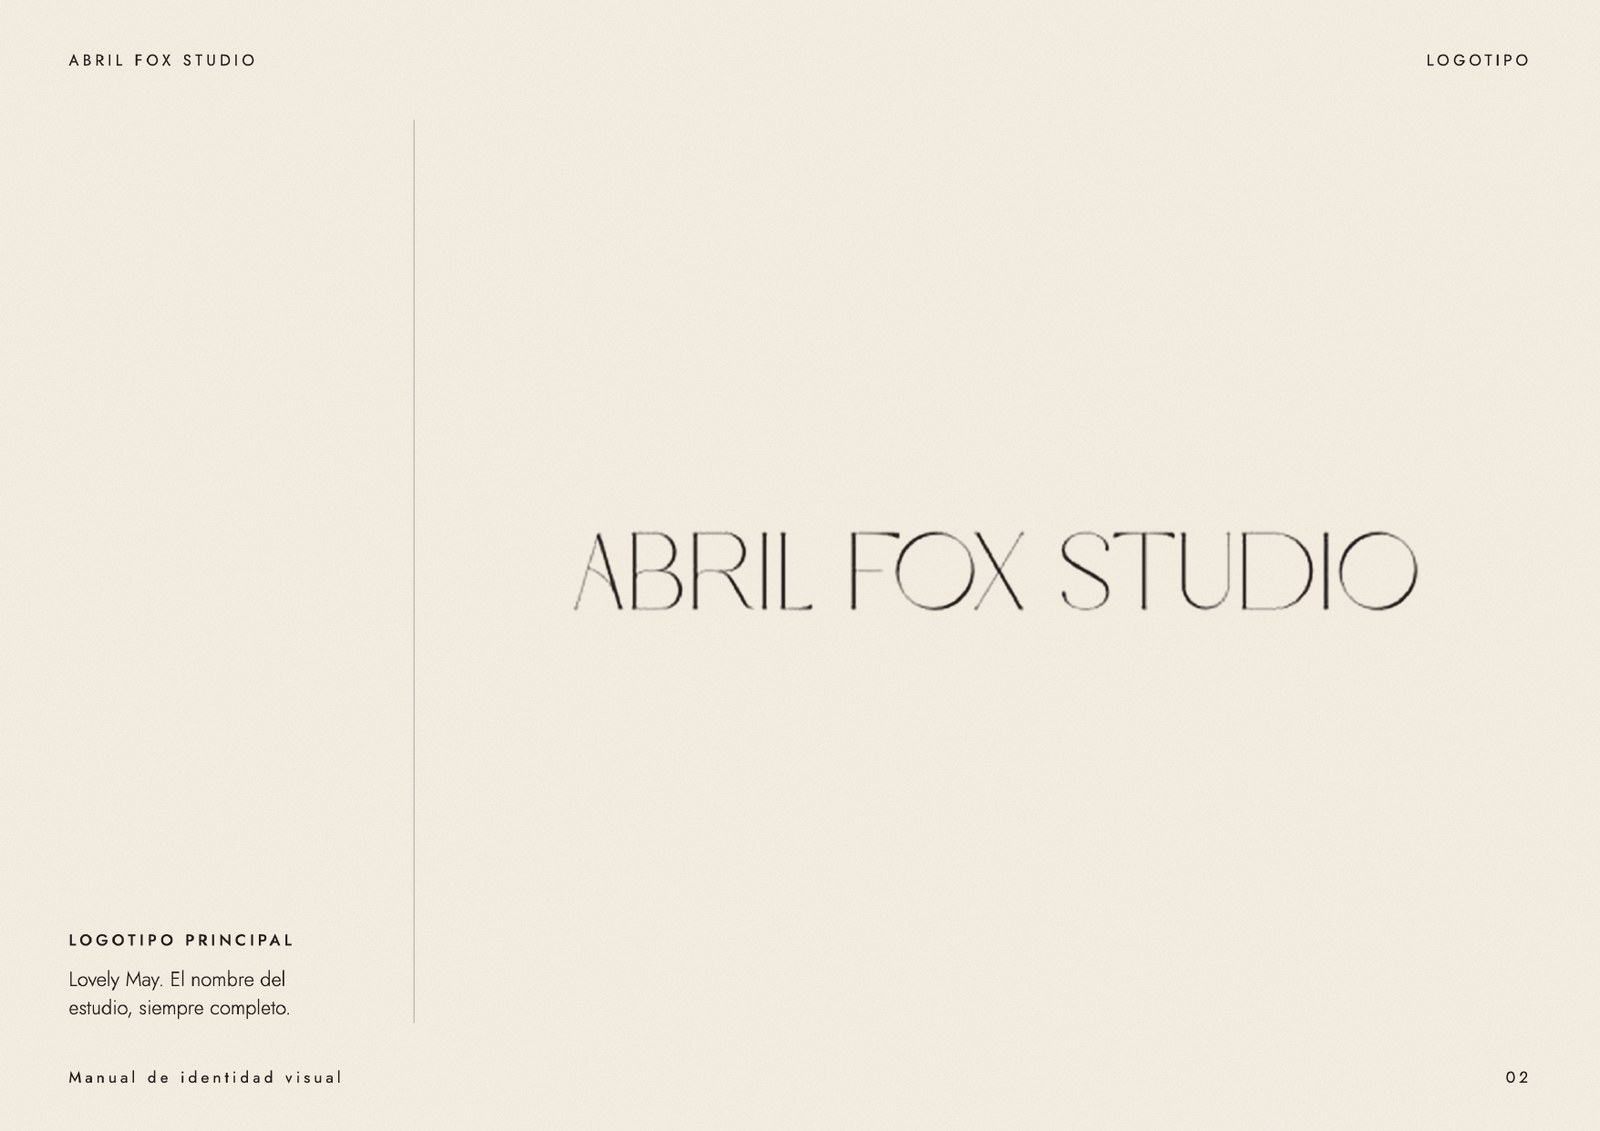 ABRIL FOX STUDIO
LOGOTIPO
ABRIL FOX STUDIO
LOGOTIPO PRINCIPAL
Lovely May. El nombre del
estudio, siempre completo.
Manual de identidad visual
02